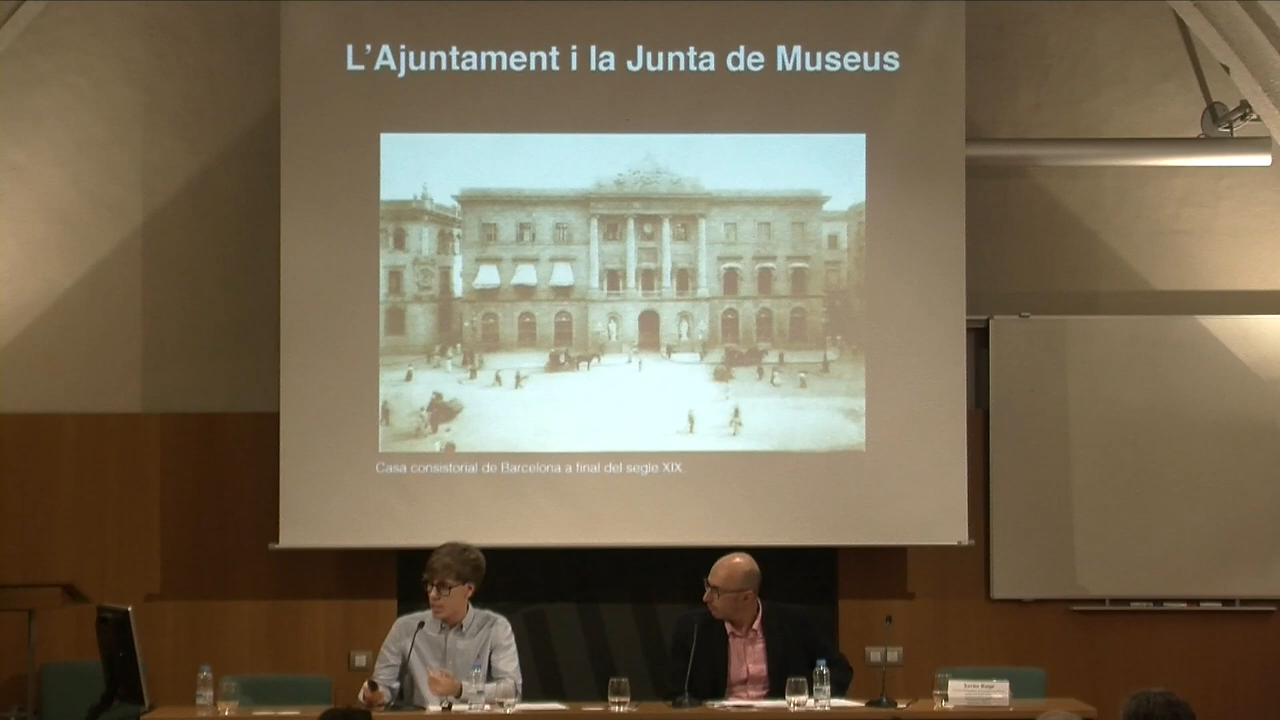 L'Ajuntament i la Junta de Museus
Casa consistorial de Barcelona a final del segle XIX.